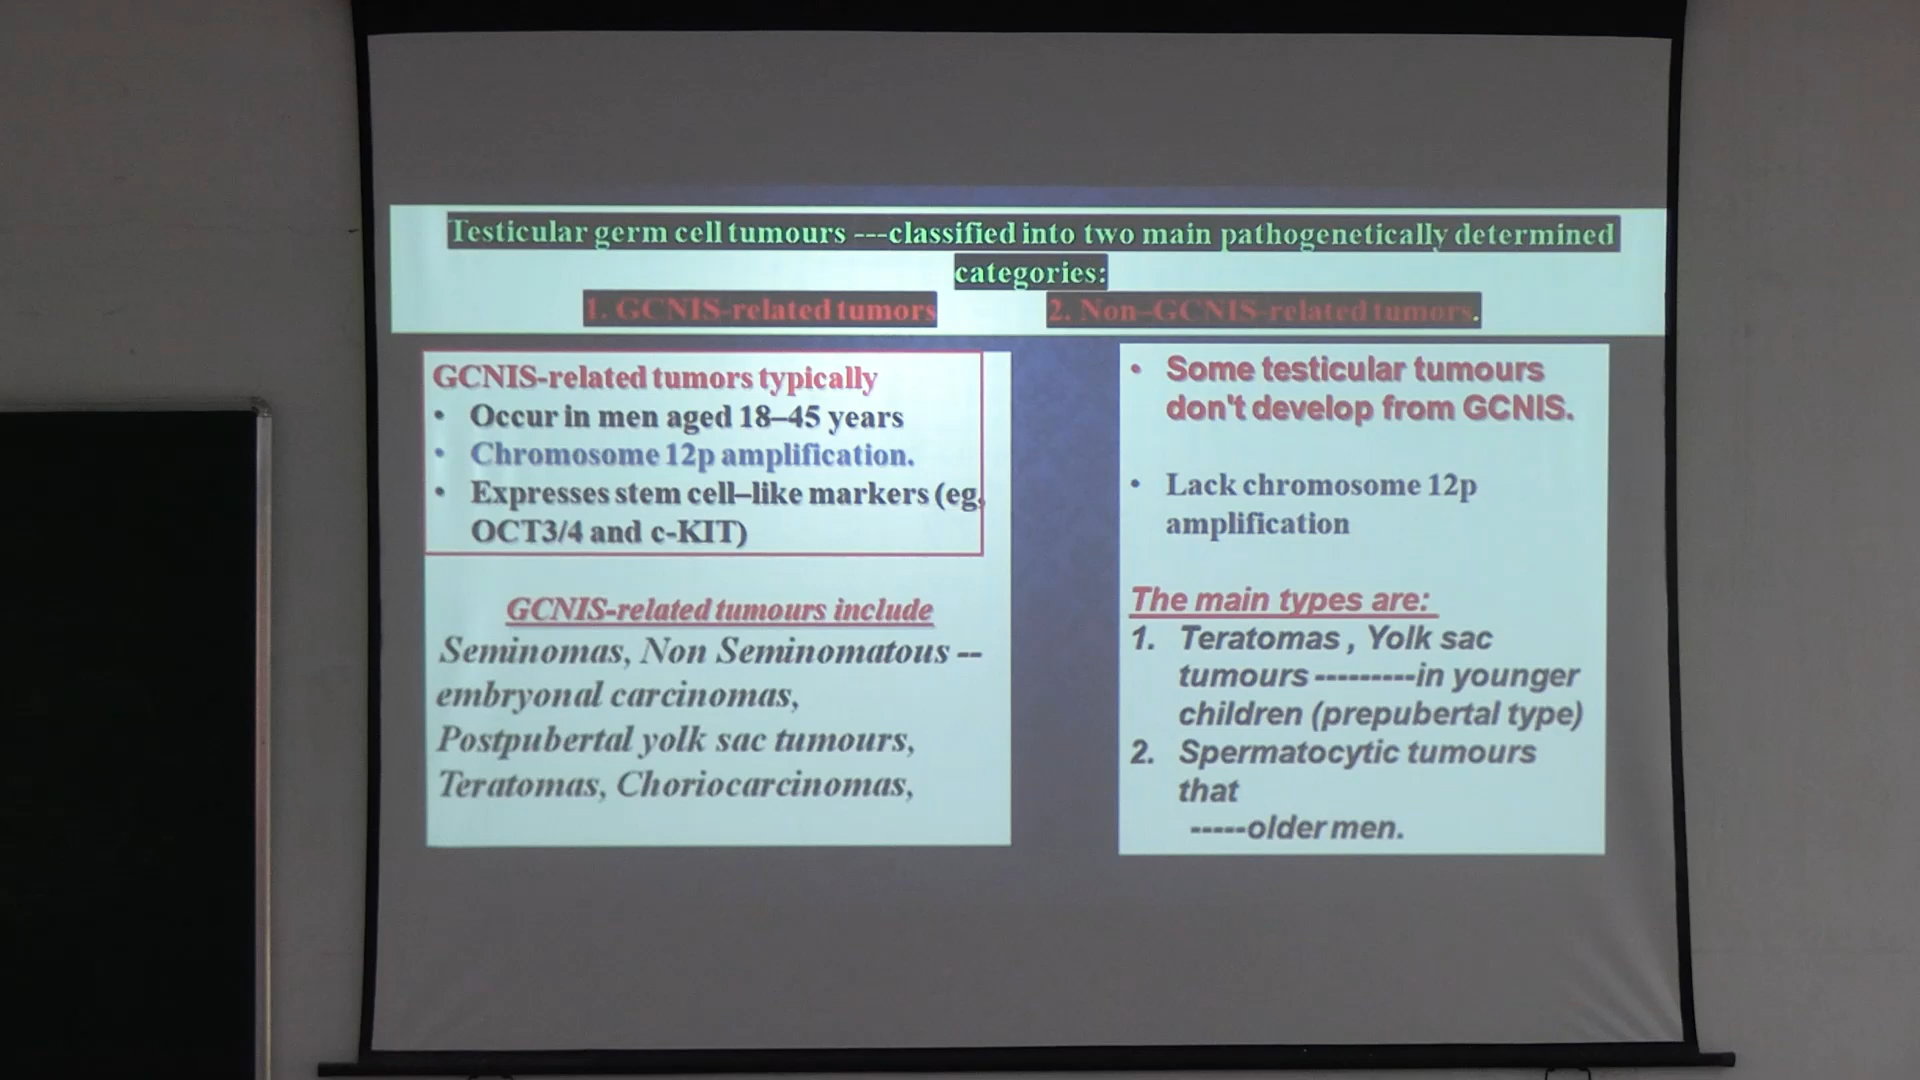 Testicular germ cell tumours ---classified into two main pathogenetically determined
categories:
1. GCNIS-related tumors 2. Non–GCNIS-related tumors.
GCNIS-related tumors typically
• Occur in men aged 18–45 years
• Chromosome 12p amplification.
• Expresses stem cell–like markers (eg,
OCT3/4 and c-KIT)
GCNIS-related tumours include
Seminomas, Non Seminomatous --
embryonal carcinomas,
Postpubertal yolk sac tumours,
Teratomas, Choriocarcinomas,
• Some testicular tumours
don't develop from GCNIS.
• Lack chromosome 12p
amplification
The main types are:
1. Teratomas , Yolk sac
tumours ---------in younger
children (prepubertal type)
2. Spermatocytic tumours
that
-----older men.